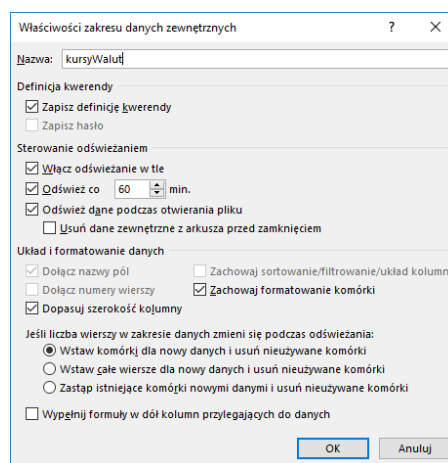 Właściwości zakresu danych zewnętrznych ? ×
Nazwa: kursyWalut
Definicja kwerendy
Zapisz definicję kwerendy
Zapisz hasło
Sterowanie odświeżaniem
Włącz odświeżanie w tle
Odśwież co 60 min.
Odśwież dane podczas otwierania pliku
Usuń dane zewnętrzne z arkusza przed zamknięciem
Układ i formatowanie danych
Dołącz nazwy pól Zachowaj sortowanie/filtrowanie/układ kolumn
Dołącz numery wierszy Zachowaj formatowanie komórki
Dopasuj szerokość kolumny
Jeśli liczba wierszy w zakresie danych zmieni się podczas odświeżania:
Wstaw komórki dla nowy danych i usuń nieużywane komórki
Wstaw całe wiersze dla nowy danych i usuń nieużywane komórki
Zastąp istniejące komórki nowymi danymi i usuń nieużywane komórki
Wypełnij formuły w dół kolumn przylegających do danych
OK Anuluj